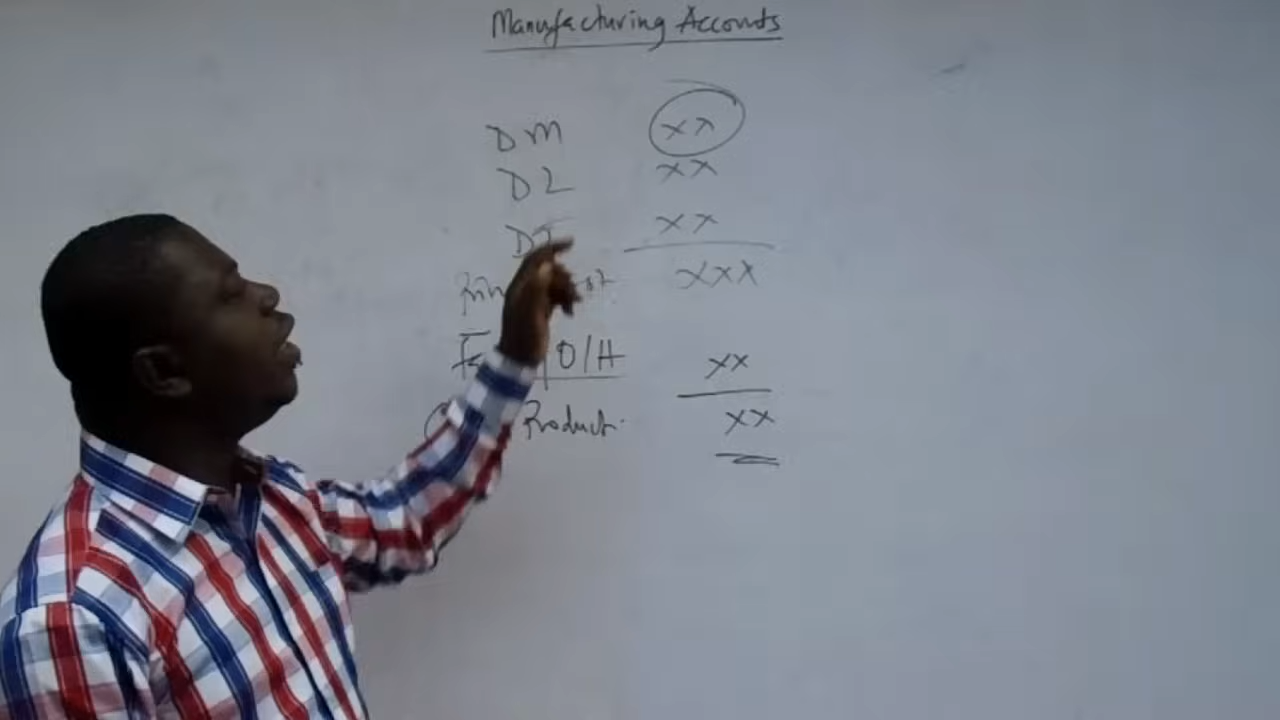 Manufacturing Accounts
DM XX
DL XX
XX
XXX
O/H XX
Product. XX